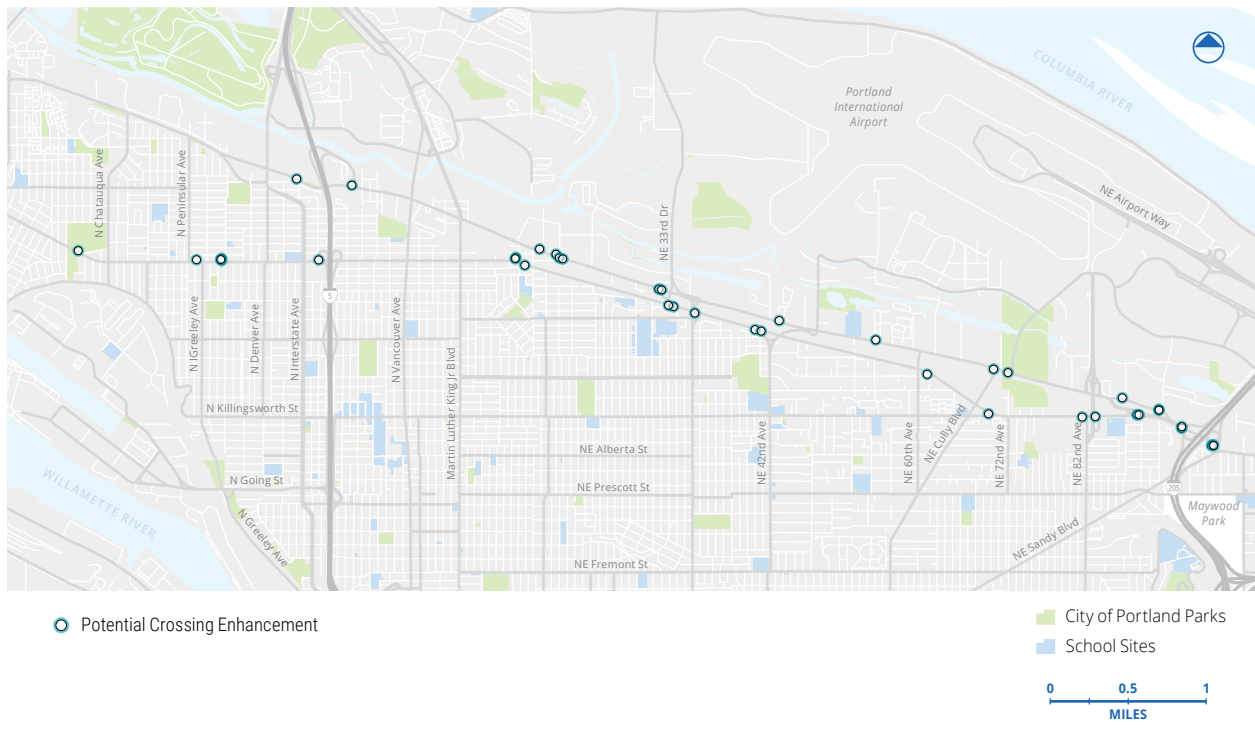 COLUMBIA RIVER
Portland
International
Airport
NE Airport Way
N Chatauqua Ave
N Peninsular Ave
NE 33rd Dr
5
N lGreeley Ave
N Denver Ave
N Interstate Ave
N Vancouver Ave
Martin Luther King Jr Blvd
N Killingsworth St
NE Alberta St
NE 42nd Ave
NE 60th Ave
NE Cully Blvd
NE 72nd Ave
NE 82nd Ave
N Going St
NE Prescott St
205
WILLAMETTE RIVER
N Greeley Ave
Maywood
Park
NE Sandy Blvd
NE Fremont St
Potential Crossing Enhancement
City of Portland Parks
School Sites
0 0.5 1
MILES